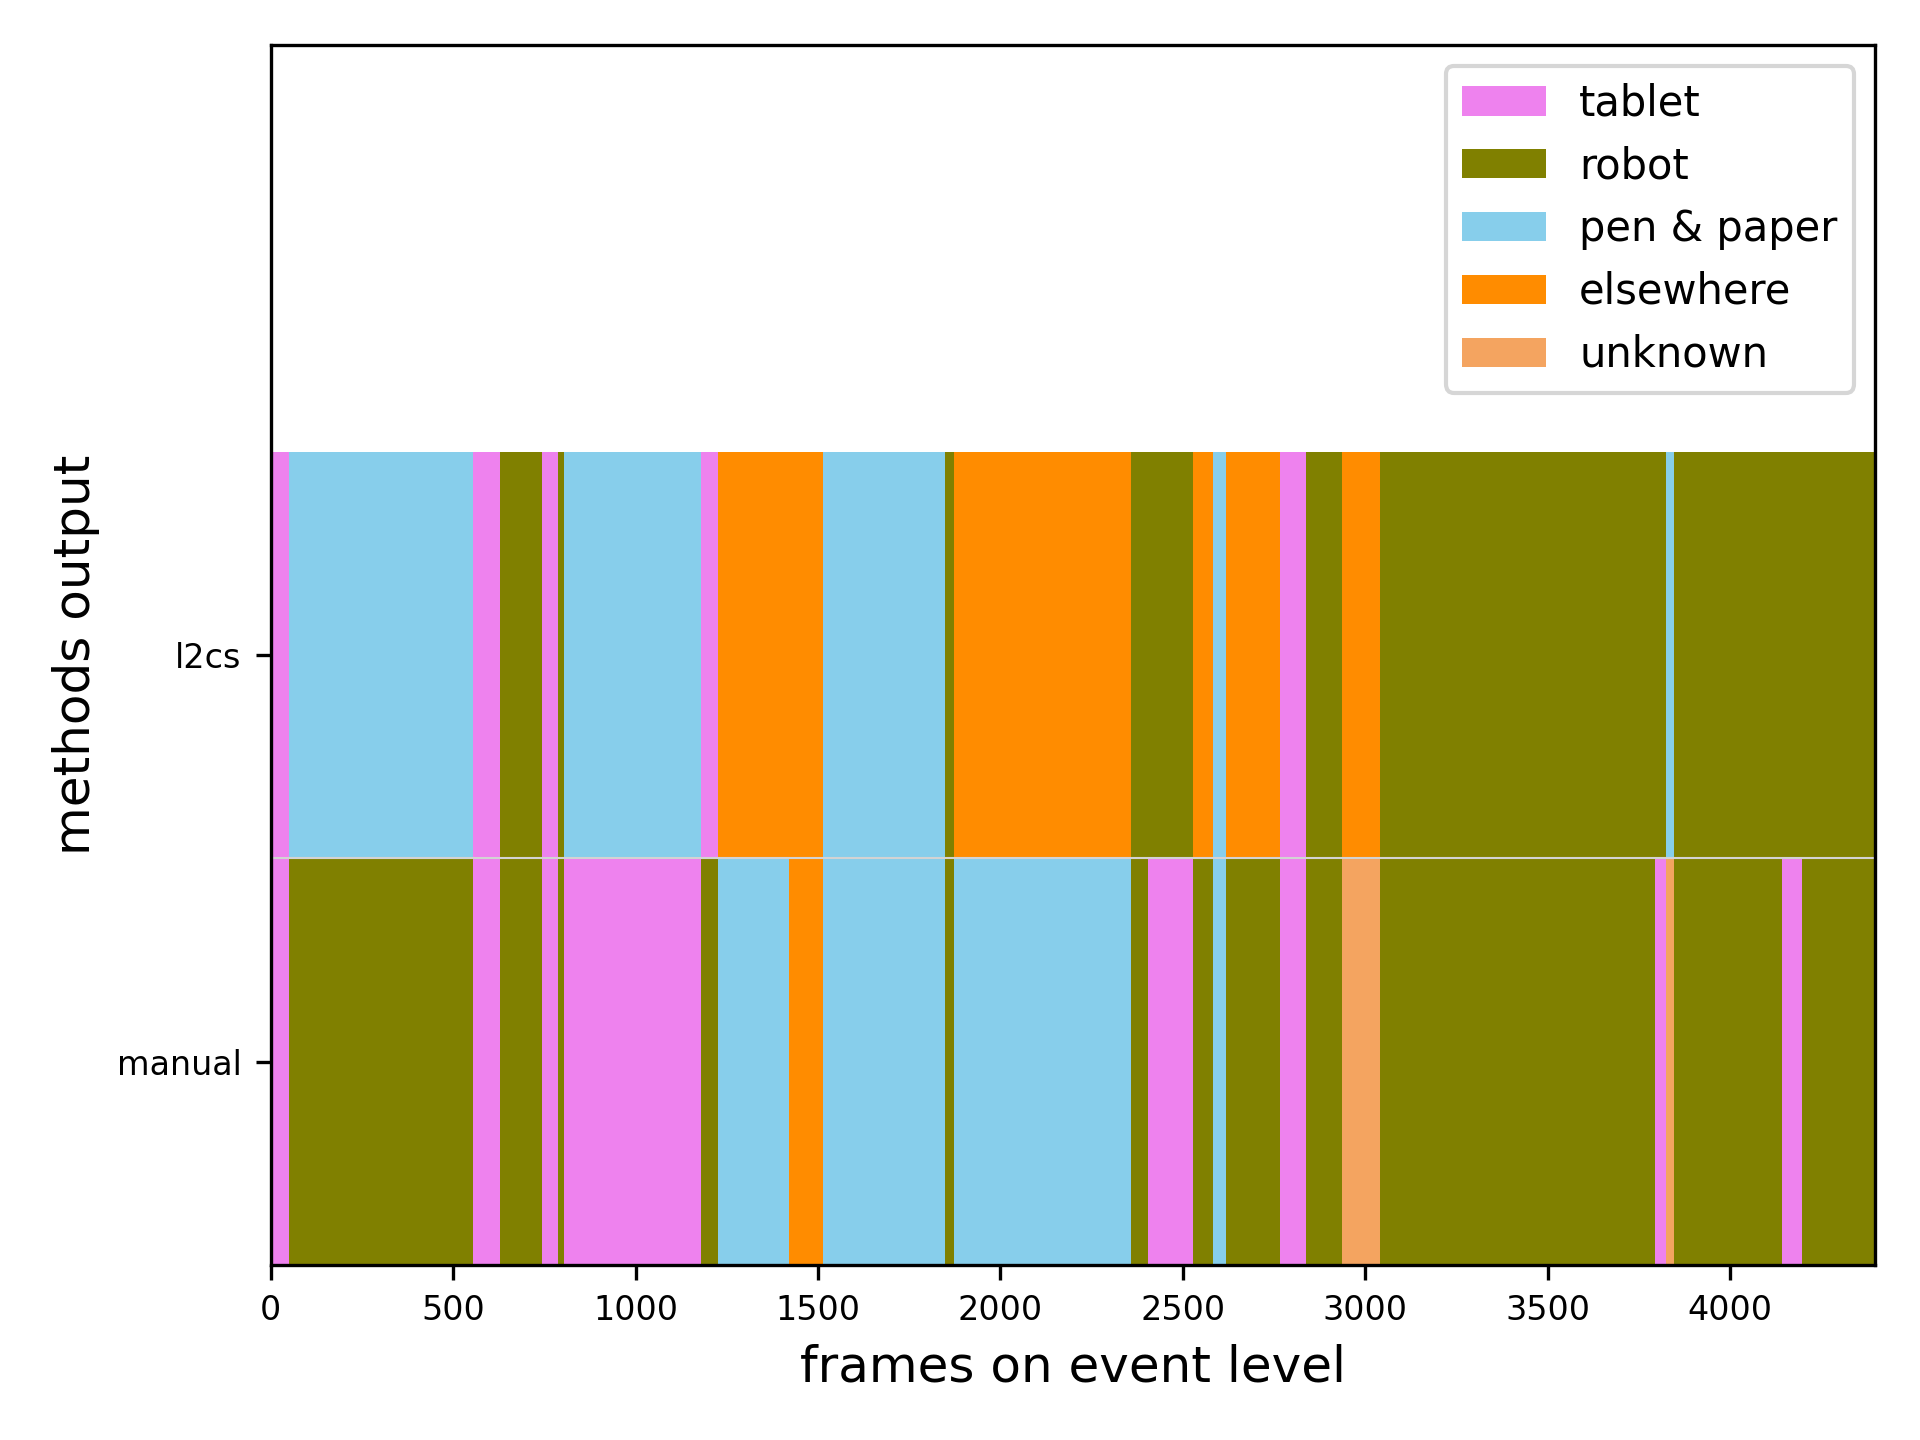 tablet
robot
pen & paper
elsewhere
unknown
methods output
l2cs
manual
0 500 1000 1500 2000 2500 3000 3500 4000
frames on event level